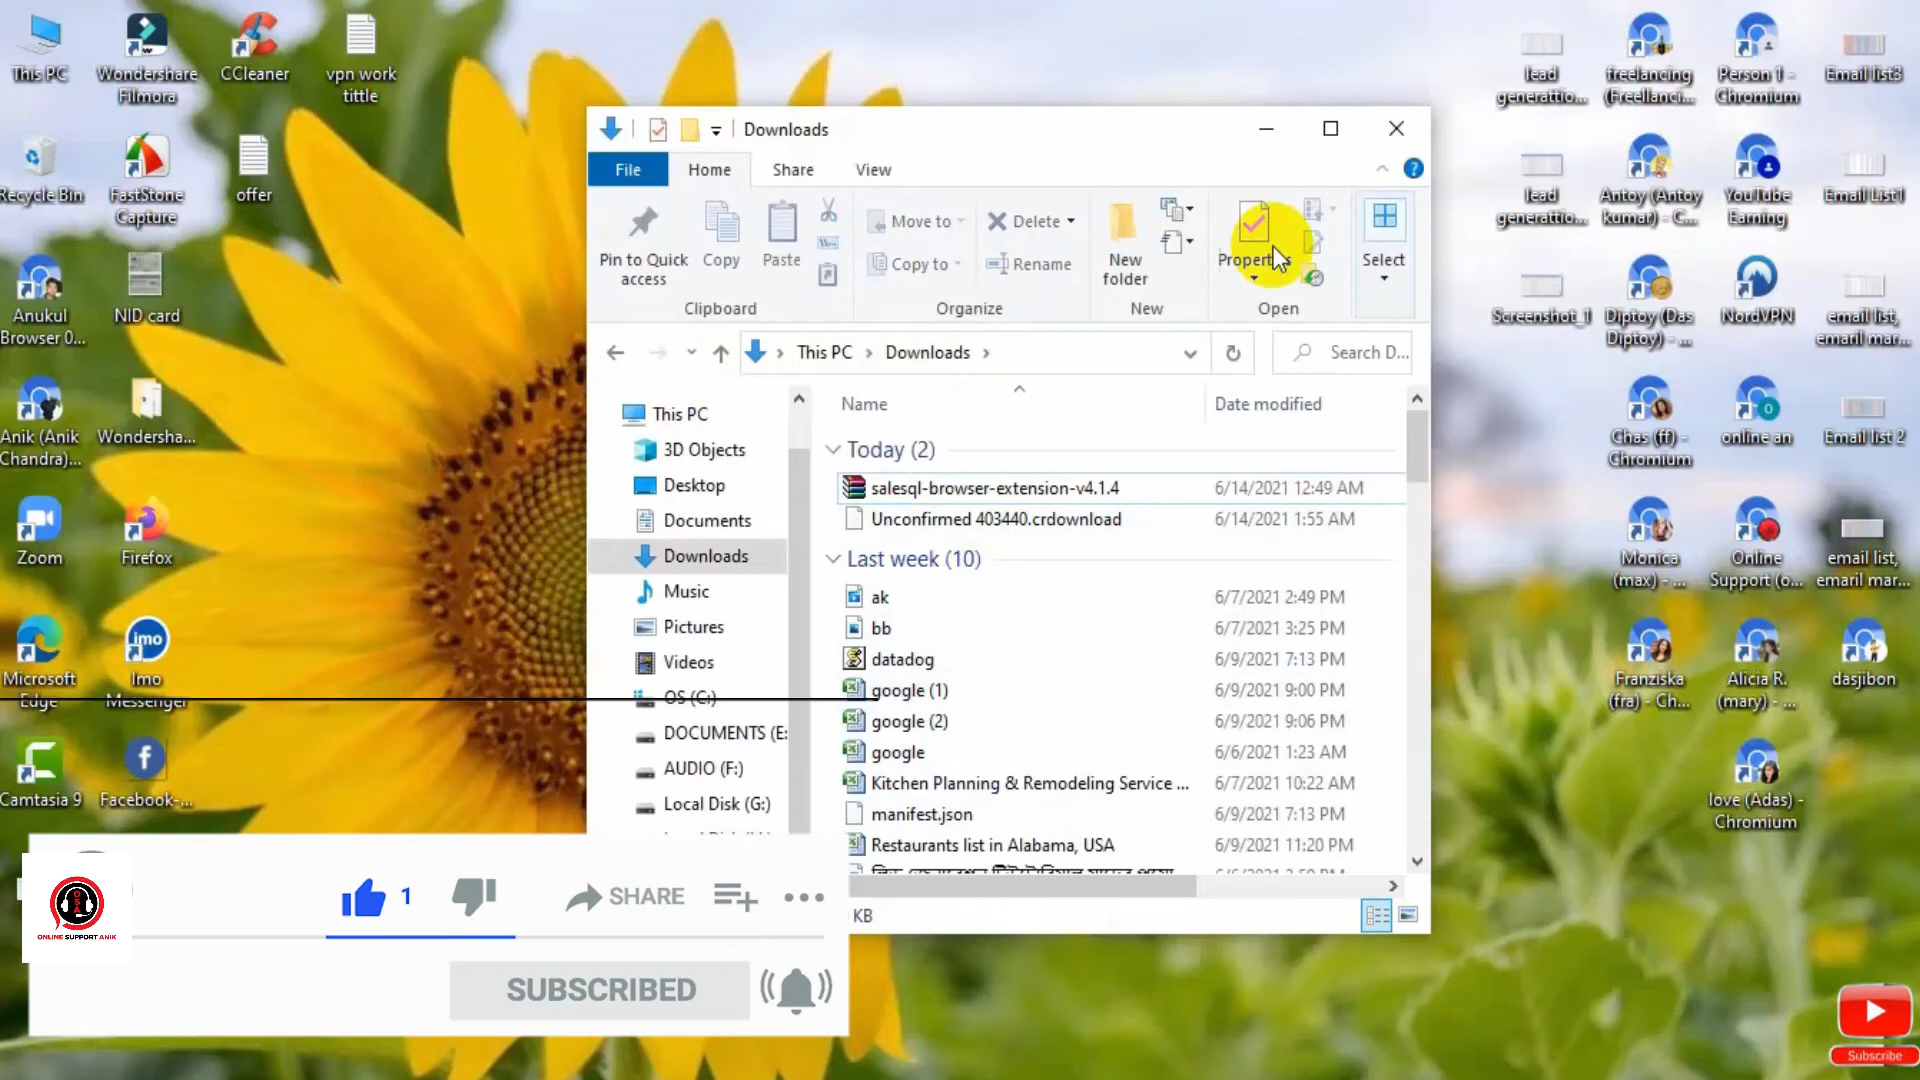 This PC
Wondershare
Filmora
CCleaner
vpn work
tittle
Recycle Bin
FastStone
Capture
offer
Anukul
Browser 0...
NID card
Anik (Anik
Chandra)...
Wondersha...
Zoom
Firefox
Microsoft
Edge
imo
Imo
Messenger
Camtasia 9
Facebook-...
Downloads
File
Home
Share
View
Pin to Quick
access
Copy
Paste
Clipboard
Move to
Copy to
Delete
Rename
Organize
New
folder
New
Properties
Open
Select
This PC
Downloads
Search D...
This PC
3D Objects
Desktop
Documents
Downloads
Music
Pictures
Videos
OS (C:)
DOCUMENTS (E:
AUDIO (F:)
Local Disk (G:)
Name
Date modified
Today (2)
salesql-browser-extension-v4.1.4 6/14/2021 12:49 AM
Unconfirmed 403440.crdownload 6/14/2021 1:55 AM
Last week (10)
ak 6/7/2021 2:49 PM
bb 6/7/2021 3:25 PM
datadog 6/9/2021 7:13 PM
google (1) 6/9/2021 9:00 PM
google (2) 6/9/2021 9:06 PM
google 6/6/2021 1:23 AM
Kitchen Planning & Remodeling Service ... 6/7/2021 10:22 AM
manifest.json 6/9/2021 7:13 PM
Restaurants list in Alabama, USA 6/9/2021 11:20 PM
KB
lead
generattio...
freelancing
(Freelanci...
Person 1 -
Chromium
Email list3
lead
generattio...
Antoy (Antoy
kumar) - C...
YouTube
Earning
Email List1
Screenshot_1
Diptoy (Das
Diptoy) - ...
NordVPN
email list,
emaril mar...
Chas (ff) -
Chromium
online an
Email list 2
Monica
(max) - ...
Online
Support (o...
email list,
emaril mar...
Franziska
(fra) - Ch...
Alicia R.
(mary) - ...
dasjibon
love (Adas) -
Chromium
OSA
ONLINE SUPPORT ANIK
1
SHARE
SUBSCRIBED
Subscribe